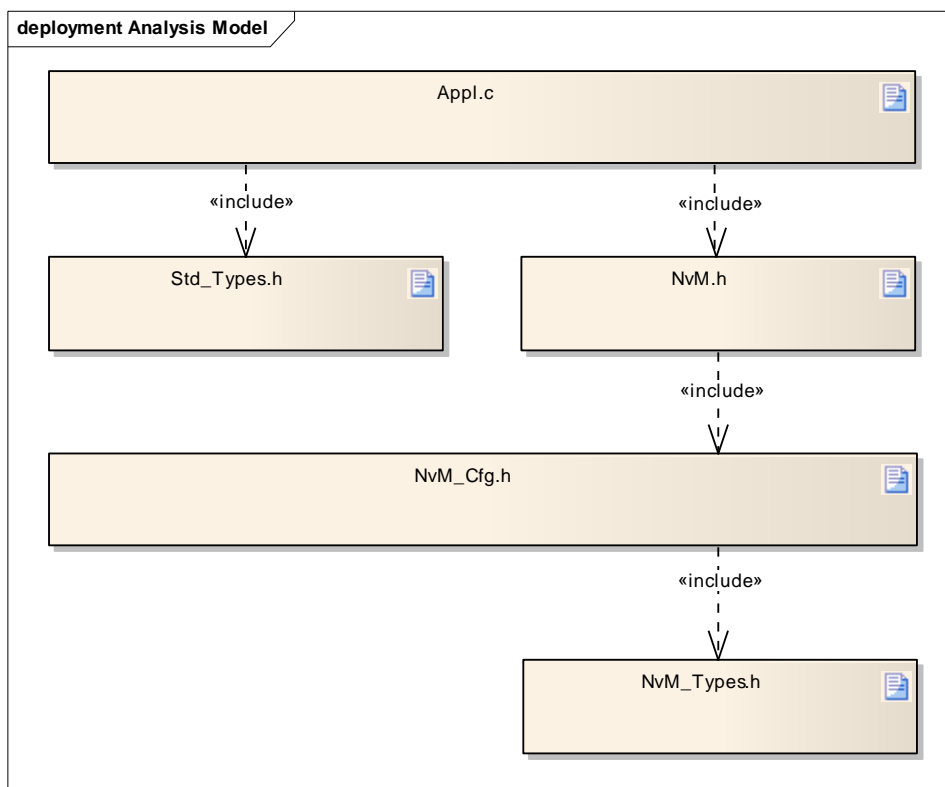 deployment Analysis Model
Appl.c
«include»
«include»
Std_Types.h
NvM.h
«include»
NvM_Cfg.h
«include»
NvM_Types.h